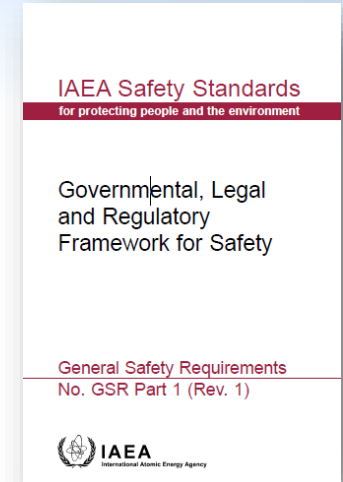 IAEA Safety Standards
for protecting people and the environment
Governmental, Legal
and Regulatory
Framework for Safety
General Safety Requirements
No. GSR Part 1 (Rev. 1)
IAEA
International Atomic Energy Agency